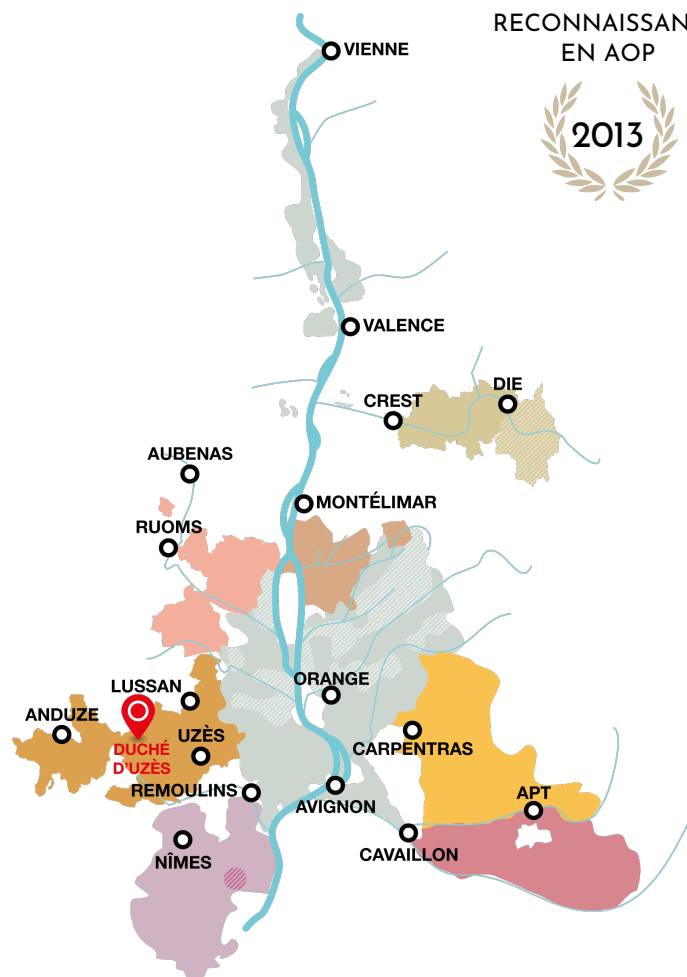 RECONNAISSAN
EN AOP
2013
VIENNE
VALENCE
DIE
CREST
AUBENAS
MONTÉLIMAR
RUOMS
ORANGE
LUSSAN
ANDUZE
DUCHÉ
D'UZÈS
UZÈS
CARPENTRAS
REMOULINS
AVIGNON
APT
CAVAILLON
NÎMES